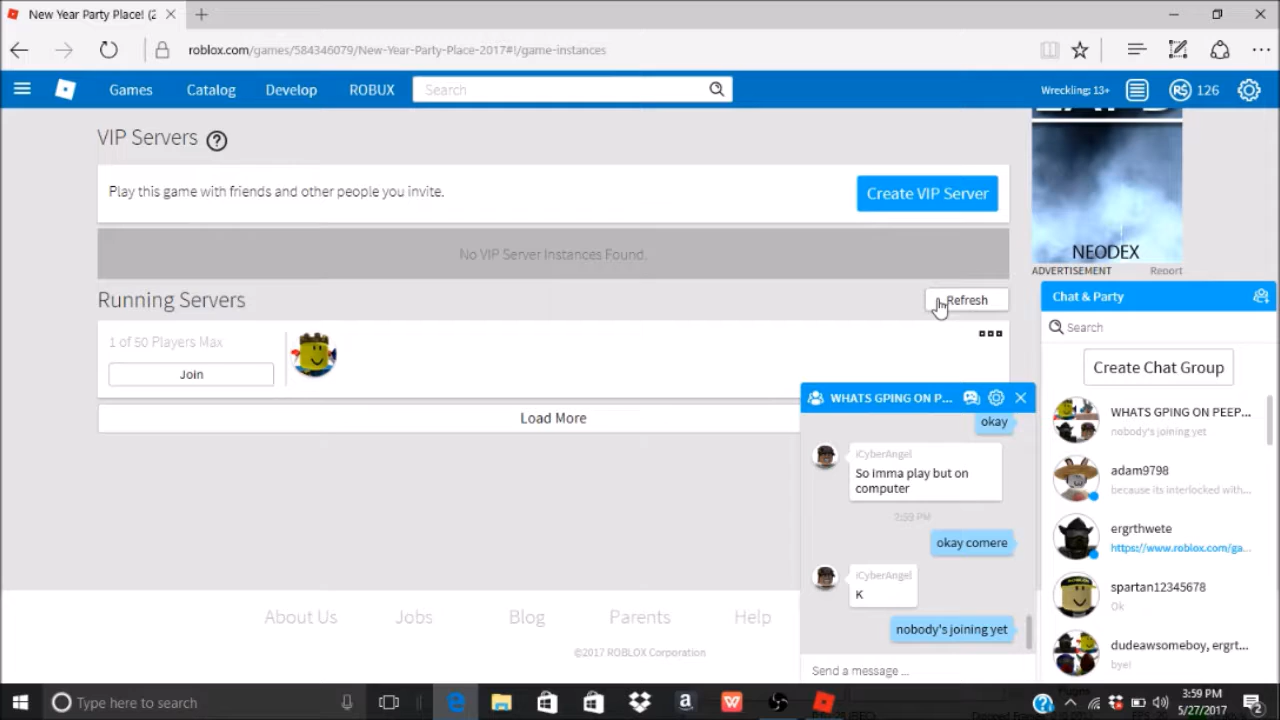 New Year Party Place! (2
roblox.com/games/584346079/New-Year-Party-Place-2017#!/game-instances
Games
Catalog
Develop
ROBUX
Search
Wreckling: 13+
R$ 126
VIP Servers ?
Play this game with friends and other people you invite.
Create VIP Server
No VIP Server Instances Found.
NEODEX
ADVERTISEMENT
Report
Running Servers
Refresh
1 of 50 Players Max
Join
Load More
WHATS GPING ON P...
okay
iCyberAngel
So imma play but on
computer
2:59 PM
okay comere
iCyberAngel
K
nobody's joining yet
Send a message ...
Chat & Party
Search
Create Chat Group
WHATS GPING ON PEEP...
nobody's joining yet
adam9798
because its interlocked with...
ergrthwete
https://www.roblox.com/ga...
spartan12345678
Ok
dudeawsomeboy, ergrt...
bye!
About Us
Jobs
Blog
Parents
Help
©2017 ROBLOX Corporation
Type here to search
3:59 PM
5/27/2017
2